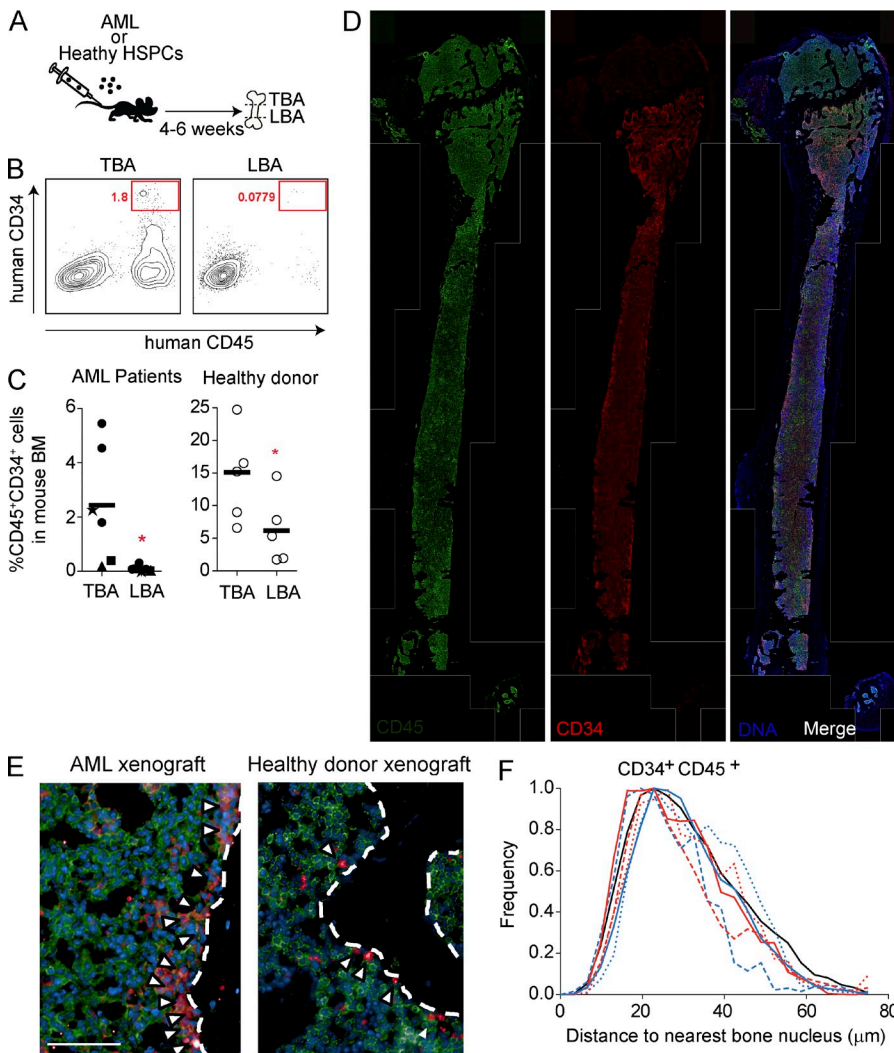 A
AML
or
Heathy HSPCs
4-6 weeks
TBA
LBA
B
TBA
LBA
human CD34
1.8
0.0779
human CD45
C
AML Patients
Healthy donor
%CD45+CD34+ cells
in mouse BM
6
4
2
0
*
TBA
LBA
25
20
15
10
5
0
*
TBA
LBA
D
CD45
CD34
DNA
Merge
E
AML xenograft
Healthy donor xenograft
F
CD34+ CD45 +
Frequency
1.0
0.8
0.6
0.4
0.2
0.0
0
20
40
60
80
Distance to nearest bone nucleus (μm)